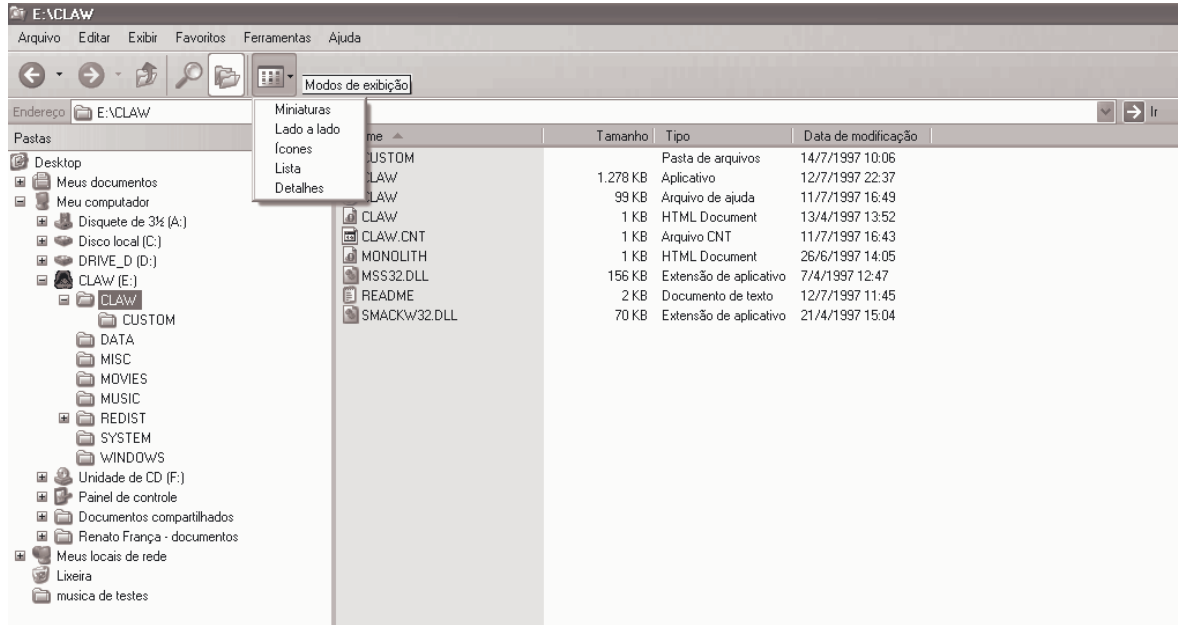 E:\CLAW
Arquivo Editar Exibir Favoritos Ferramentas Ajuda
Modos de exibição
Endereço E:\CLAW Ir
Miniaturas
Lado a lado
Ícones
Lista
Detalhes
Pastas
Desktop
Meus documentos
Meu computador
Disquete de 3½ (A:)
Disco local (C:)
DRIVE_D (D:)
CLAW (E:)
CLAW
CUSTOM
DATA
MISC
MOVIES
MUSIC
REDIST
SYSTEM
WINDOWS
Unidade de CD (F:)
Painel de controle
Documentos compartilhados
Renato França - documentos
Meus locais de rede
Lixeira
musica de testes
me Tamanho Tipo Data de modificação
CUSTOM Pasta de arquivos 14/7/1997 10:06
CLAW 1.278 KB Aplicativo 12/7/1997 22:37
CLAW 99 KB Arquivo de ajuda 11/7/1997 16:49
CLAW 1 KB HTML Document 13/4/1997 13:52
CLAW.CNT 1 KB Arquivo CNT 11/7/1997 16:43
MONOLITH 1 KB HTML Document 26/6/1997 14:05
MSS32.DLL 156 KB Extensão de aplicativo 7/4/1997 12:47
README 2 KB Documento de texto 12/7/1997 11:45
SMACKW32.DLL 70 KB Extensão de aplicativo 21/4/1997 15:04